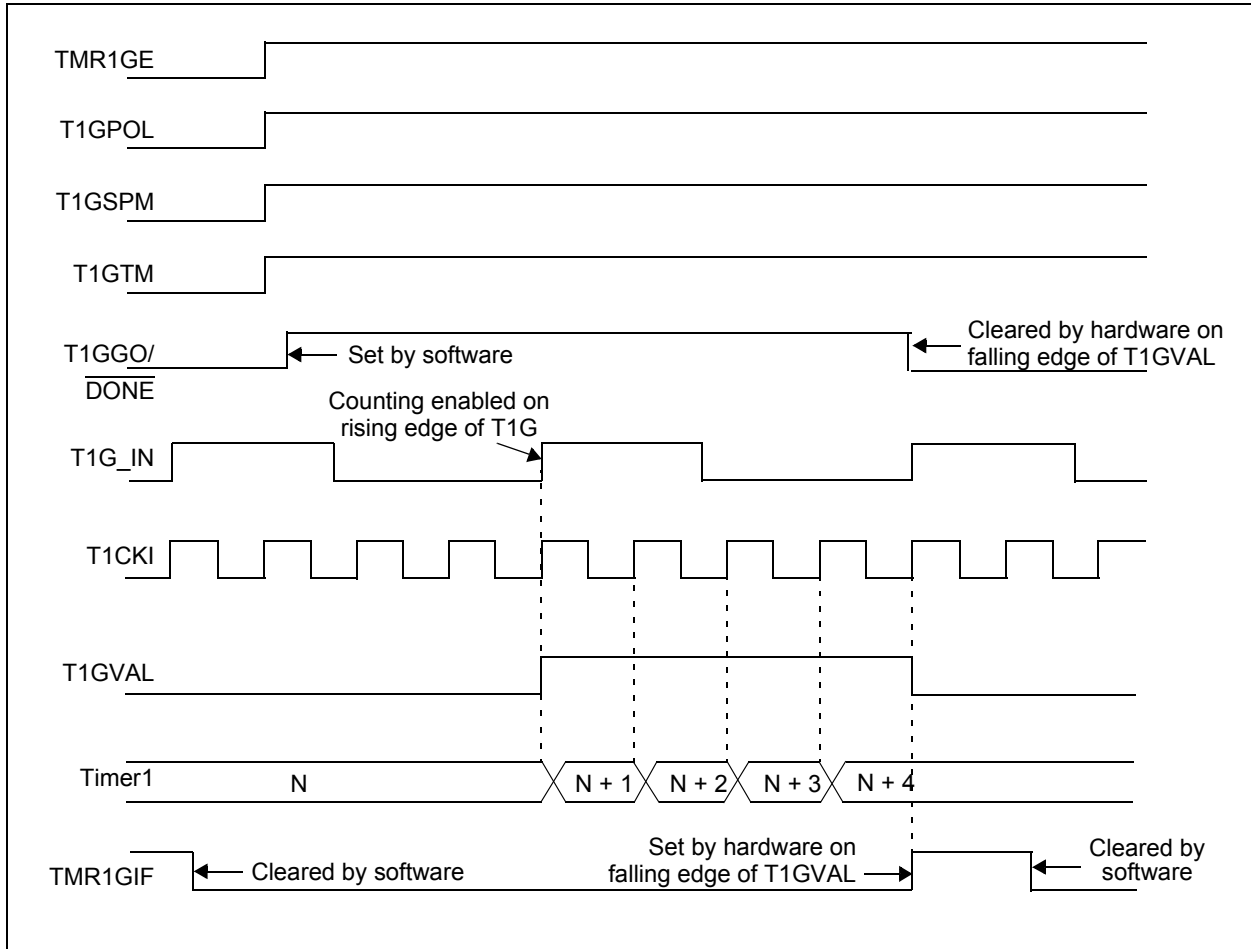 TMR1GE
T1GPOL
T1GSPM
T1GTM
T1GGO/
DONE
Set by software
Cleared by hardware on
falling edge of T1GVAL
Counting enabled on
rising edge of T1G
T1G_IN
T1CKI
T1GVAL
Timer1
N
N + 1
N + 2
N + 3
N + 4
TMR1GIF
Cleared by software
Set by hardware on
falling edge of T1GVAL
Cleared by
software